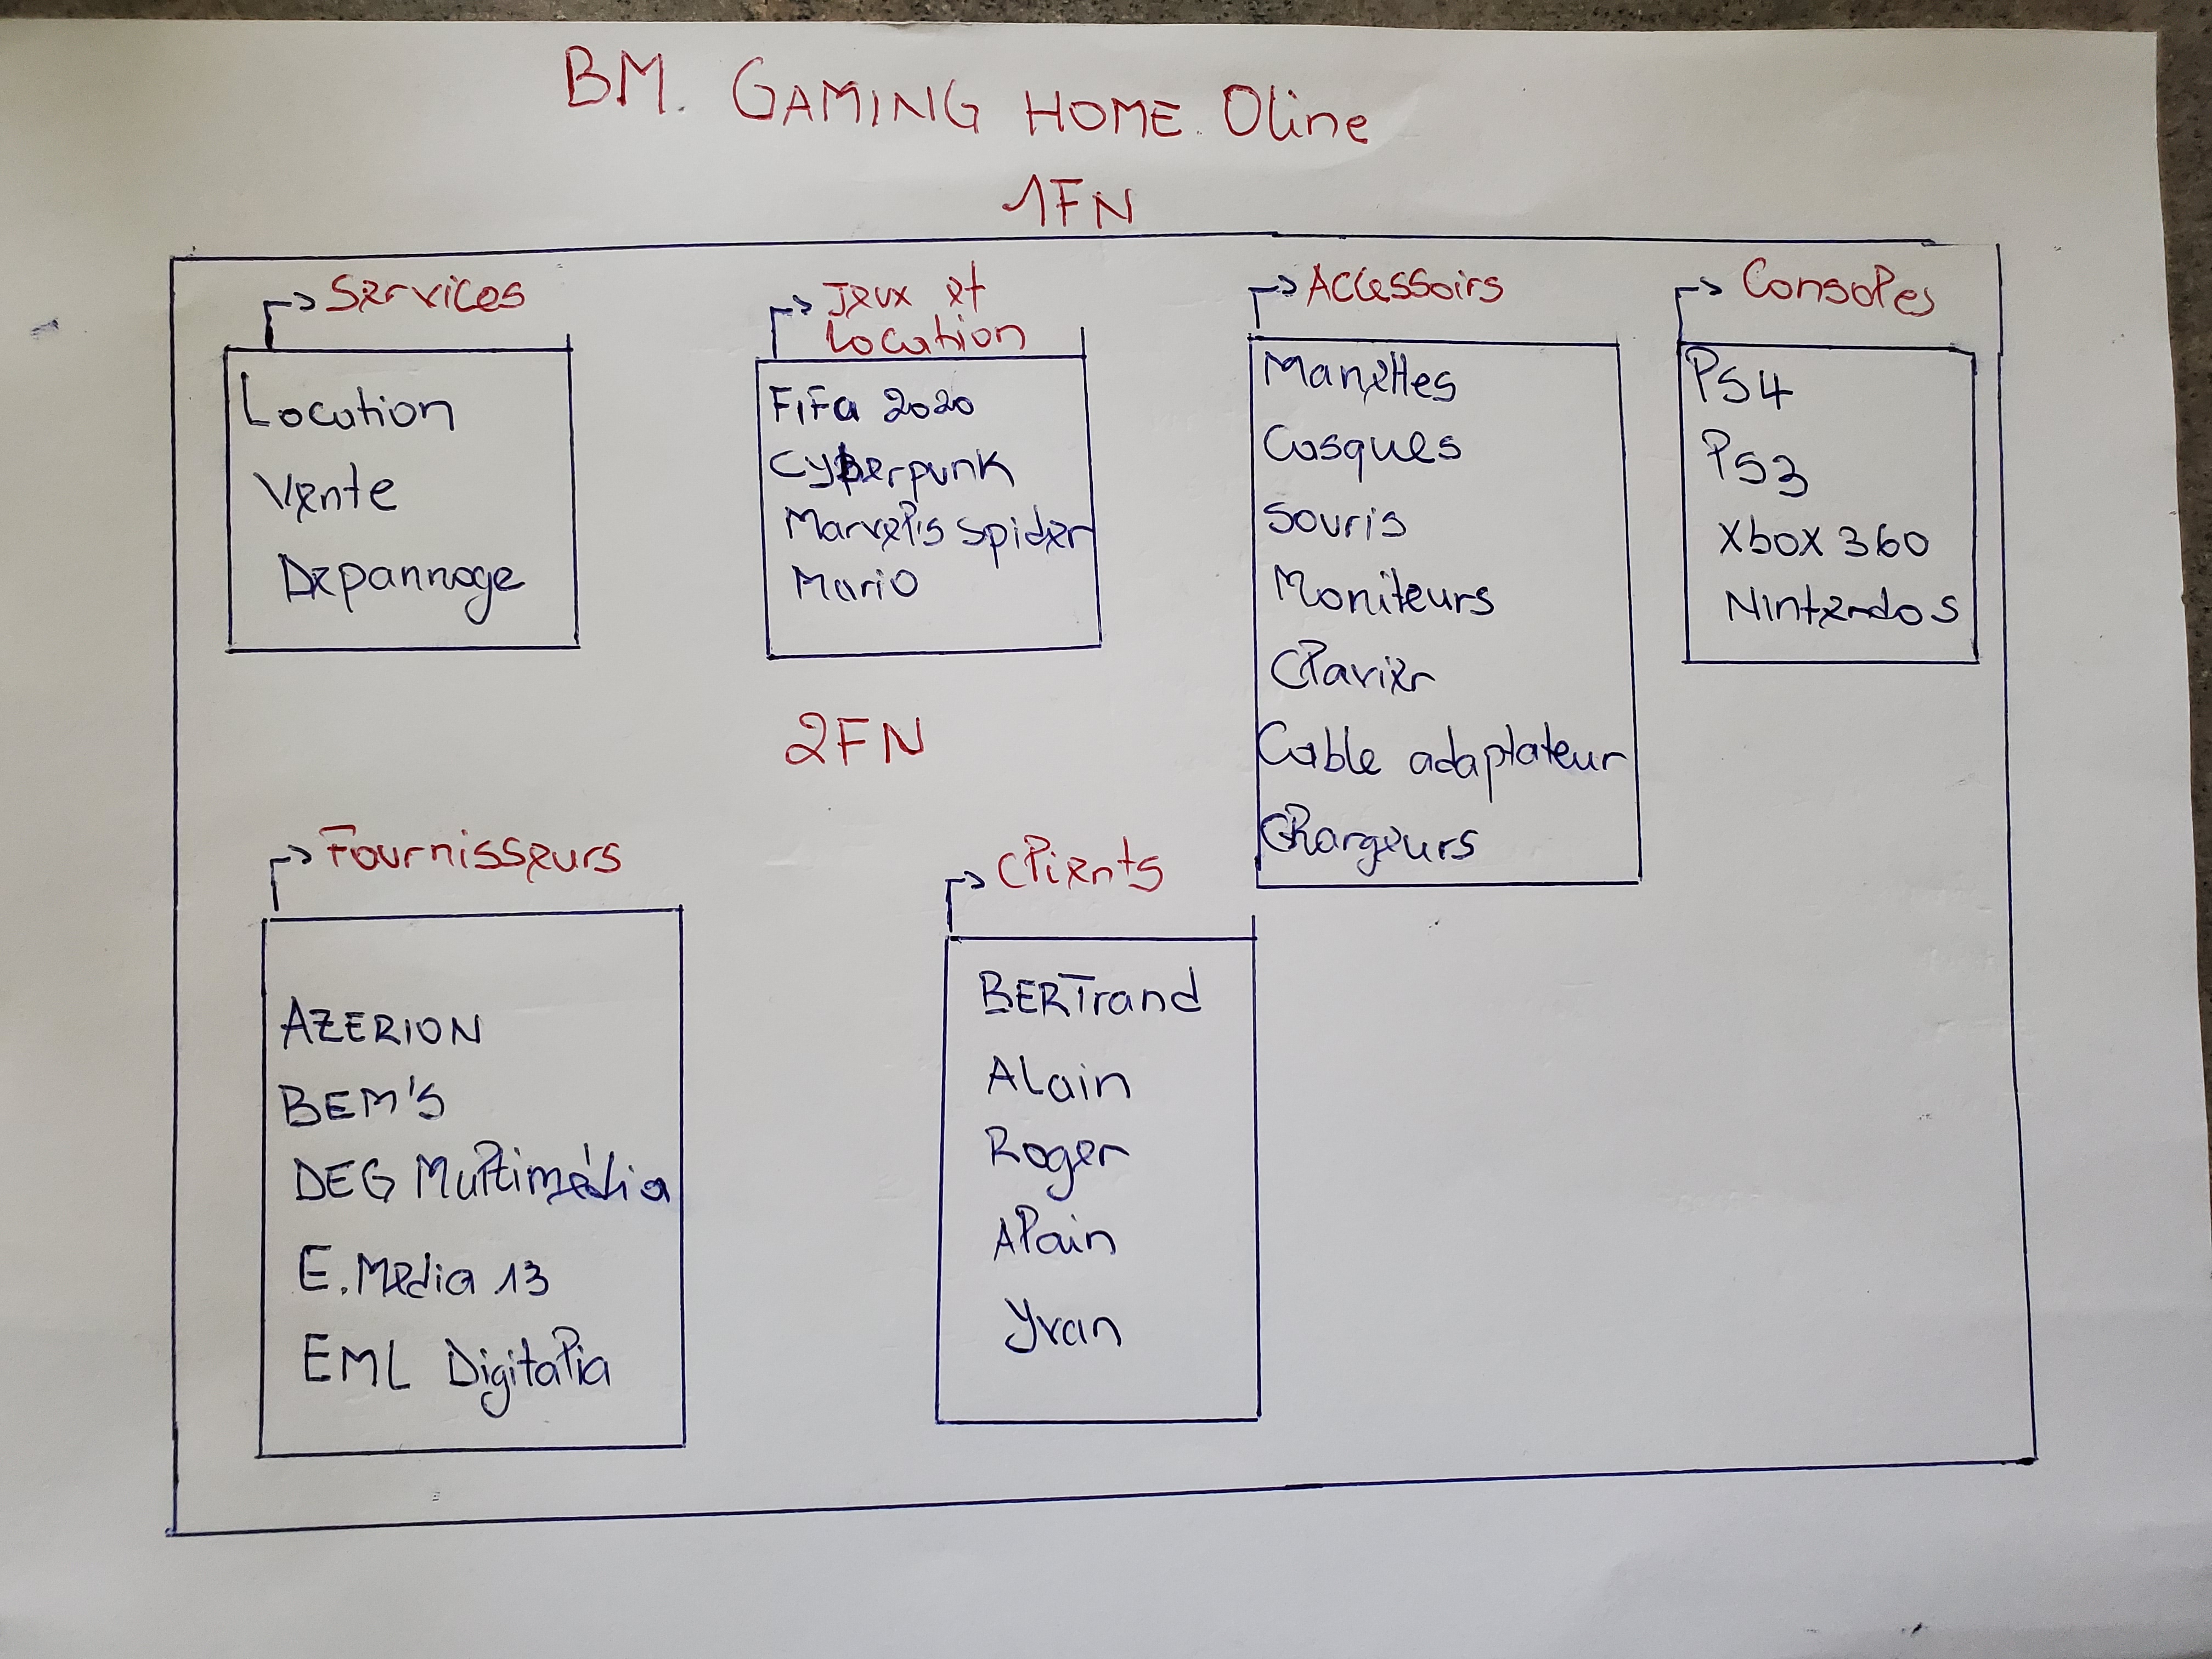 BM. GAMING HOME. Oline
1FN
Services
Location
Vente
Depannage
Jeux et
Location
FiFa 2020
Cyberpunk
Marvel's spider
Mario
Accessoirs
Manettes
Casques
Souris
Moniteurs
Clavier
Cable adaptateur
Chargeurs
Consoles
PS4
PS3
Xbox 360
Nintendos
2FN
Fournisseurs
AZERION
BEM'S
DEG Multimédia
E.Media 13
EML Digitalia
Clients
BERTrand
ALain
Roger
Alain
Yvan